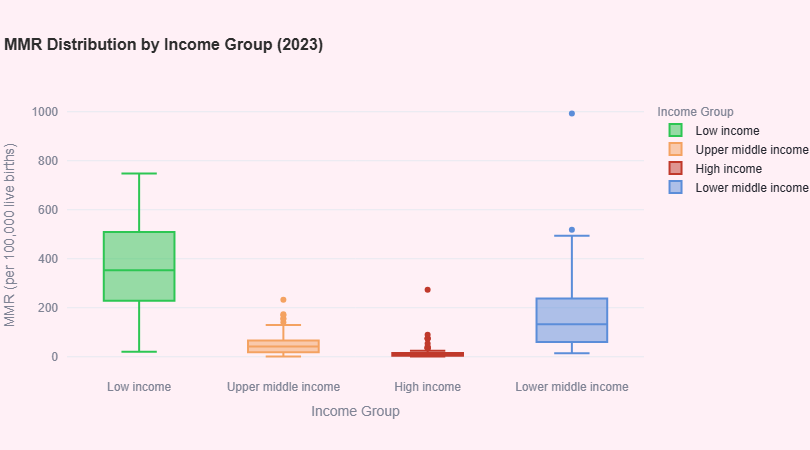 MMR Distribution by Income Group (2023)
MMR (per 100,000 live births)
1000
800
600
400
200
0
Low income
Upper middle income
High income
Lower middle income
Income Group
Income Group
Low income
Upper middle income
High income
Lower middle income